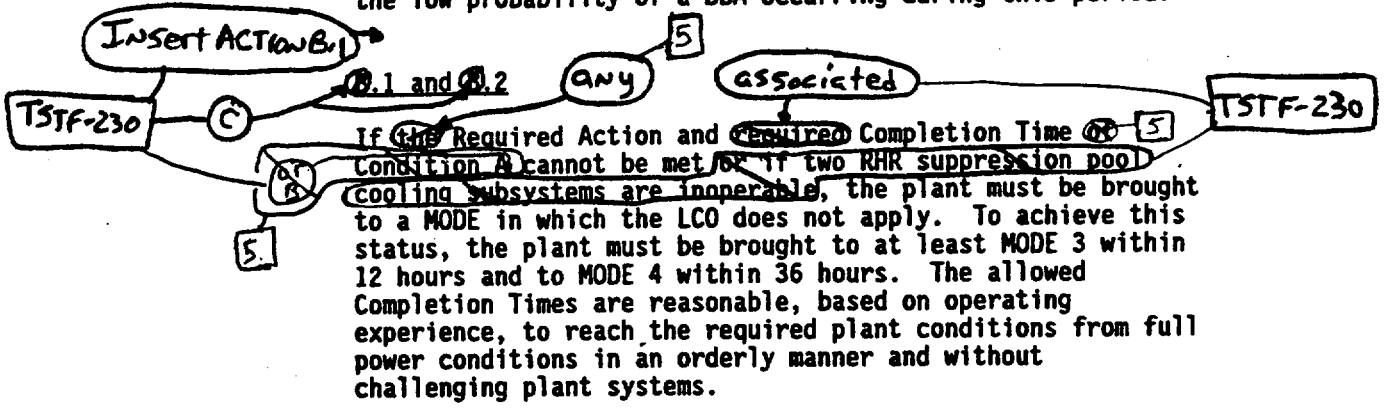 the low probability of a DBA occurring during this period.
Insert ACTION B.1
5
B.1 and B.2
any
associated
TSTF-230
C
TSTF-230
If the Required Action and required Completion Time of 5
Condition A cannot be met or if two RHR suppression pool
or B
cooling subsystems are inoperable, the plant must be brought
to a MODE in which the LCO does not apply. To achieve this
5.
status, the plant must be brought to at least MODE 3 within
12 hours and to MODE 4 within 36 hours. The allowed
Completion Times are reasonable, based on operating
experience, to reach the required plant conditions from full
power conditions in an orderly manner and without
challenging plant systems.